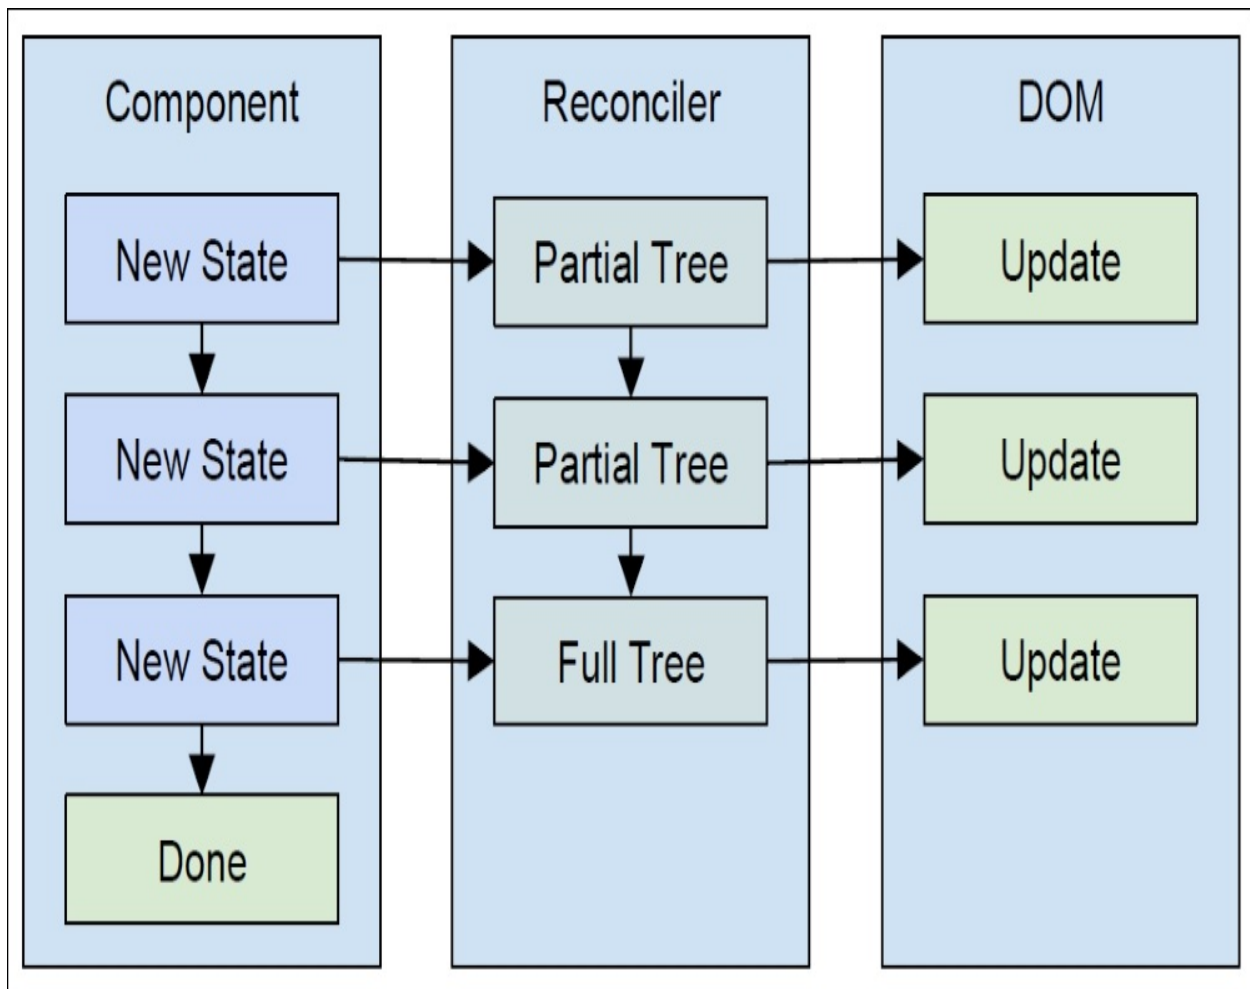 Component
Reconciler
DOM
New State
Partial Tree
Update
New State
Partial Tree
Update
New State
Full Tree
Update
Done